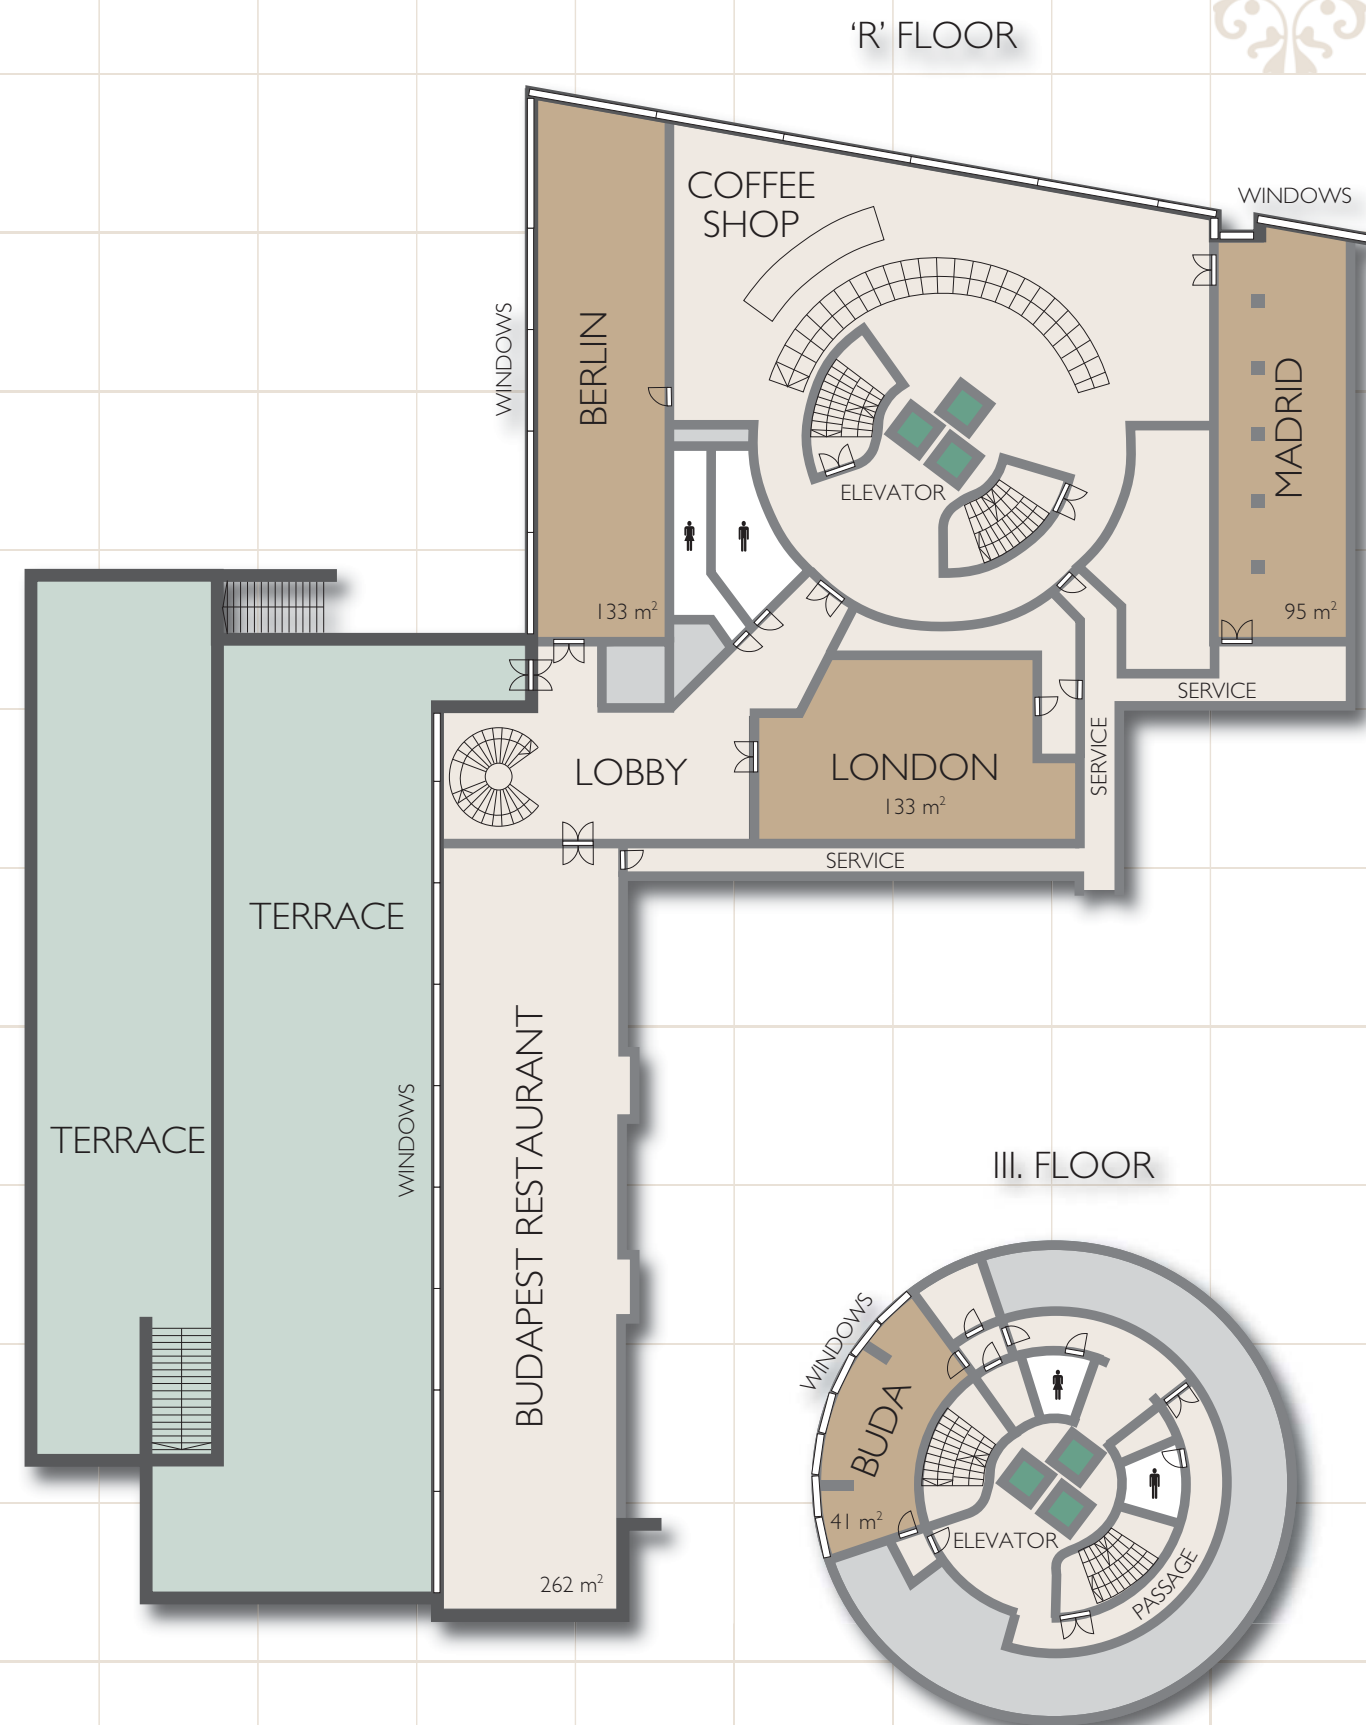 ‘R’ FLOOR
COFFEE
SHOP
WINDOWS
WINDOWS
BERLIN
MADRID
ELEVATOR
133 m²
95 m²
SERVICE
SERVICE
LOBBY
LONDON
133 m²
SERVICE
TERRACE
TERRACE
WINDOWS
BUDAPEST RESTAURANT
262 m²
III. FLOOR
WINDOWS
BUDA
41 m²
ELEVATOR
PASSAGE